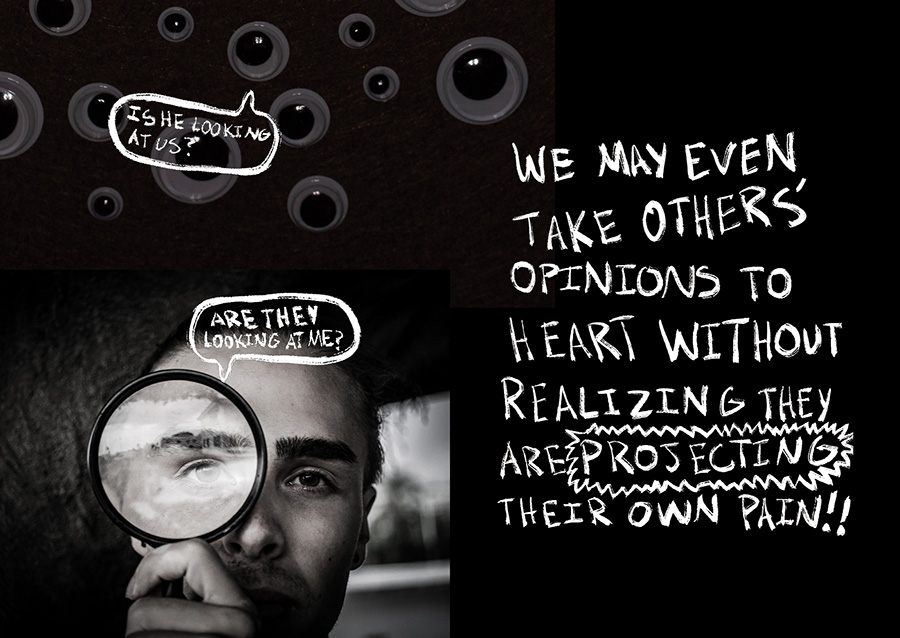 IS HE LOOKING
AT US?
ARE THEY
LOOKING AT ME?
WE MAY EVEN
TAKE OTHERS'
OPINIONS TO
HEART WITHOUT
REALIZING THEY
ARE PROJECTING
THEIR OWN PAIN!!